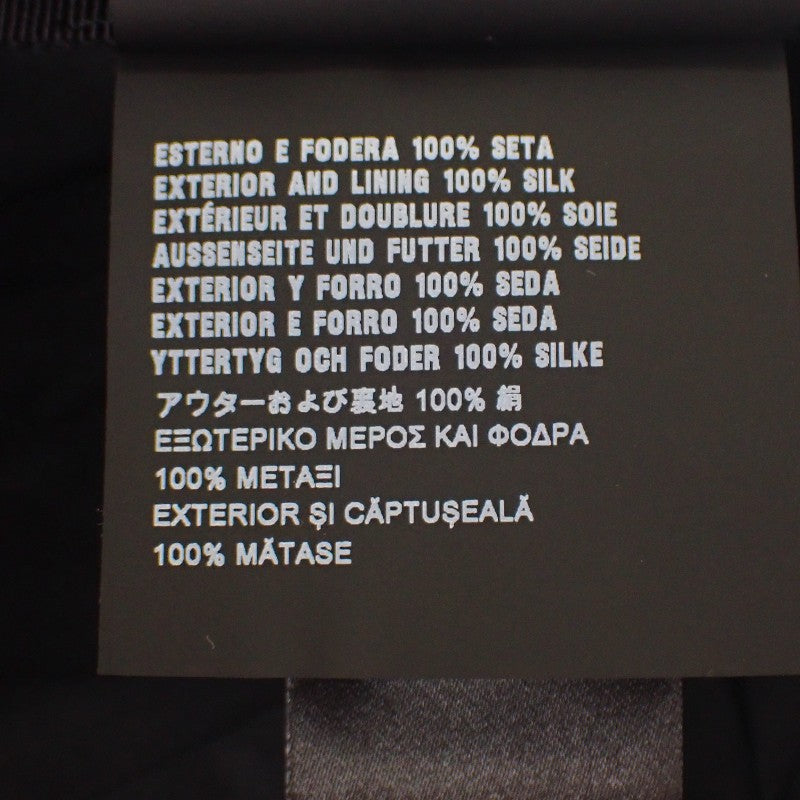 ESTERNO E FODERA 100% SETA
EXTERIOR AND LINING 100% SILK
EXTÉRIEUR ET DOUBLURE 100% SOIE
AUSSENSEITE UND FUTTER 100% SEIDE
EXTERIOR Y FORRO 100% SEDA
EXTERIOR E FORRO 100% SEDA
YTTERTYG OCH FODER 100% SILKE
アウターおよび裏地 100% 絹
ΕΞΩΤΕΡΙΚΟ ΜΕΡΟΣ ΚΑΙ ΦΟΔΡΑ
100% ΜΕΤΑΞΙ
EXTERIOR ŞI CĂPTUŞEALĂ
100% MĂTASE